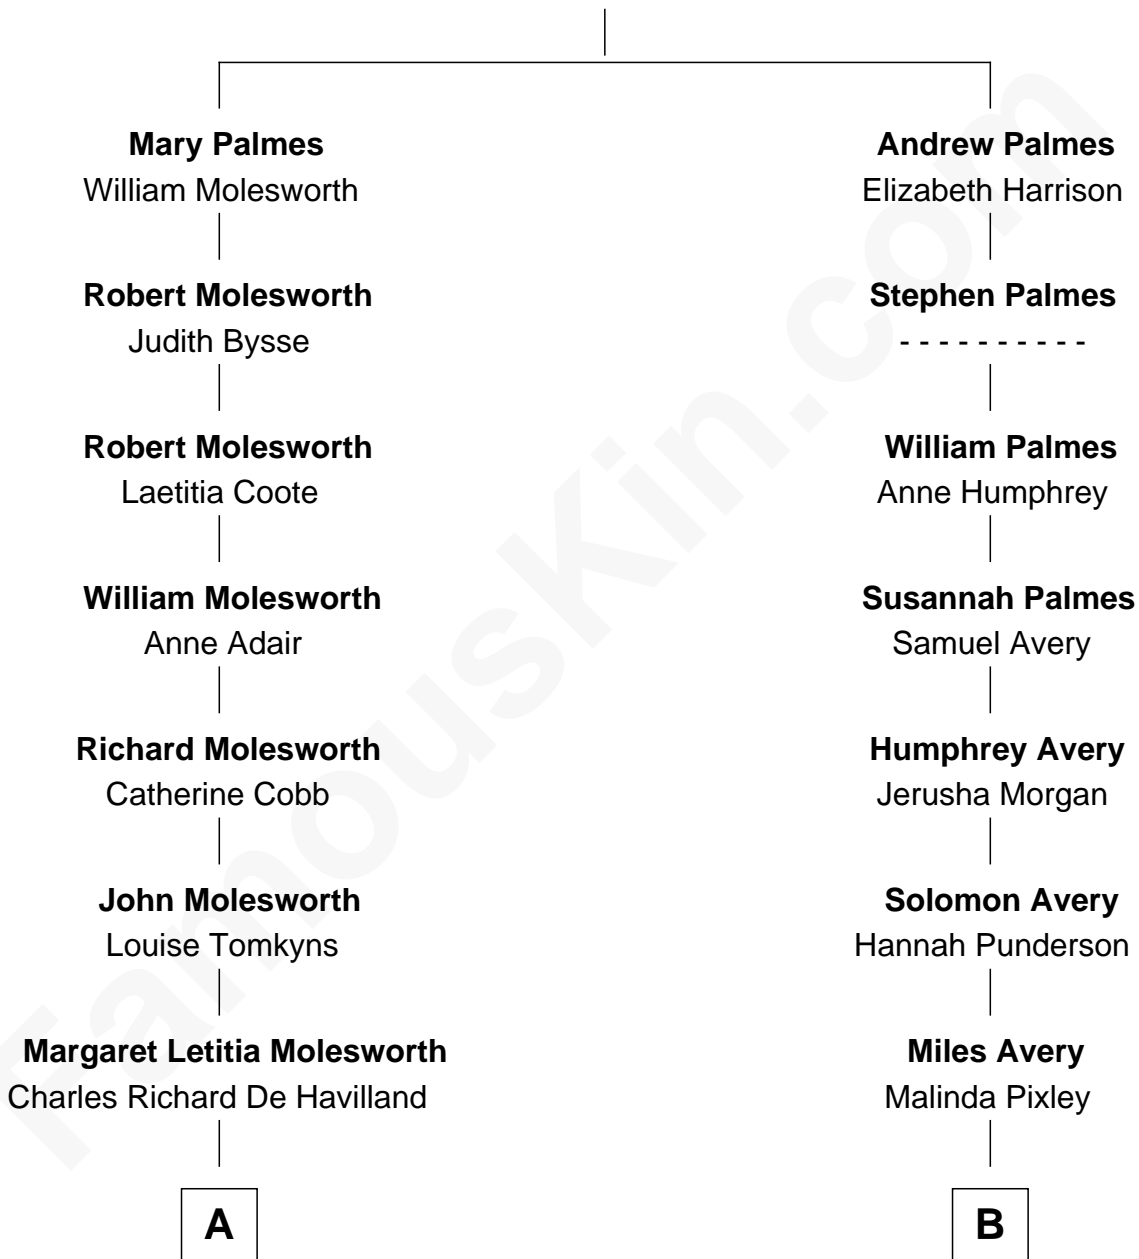 Mary Palmes
William Molesworth
Robert Molesworth
Judith Bysse
Robert Molesworth
Laetitia Coote
William Molesworth
Anne Adair
Richard Molesworth
Catherine Cobb
John Molesworth
Louise Tomkyns
Margaret Letitia Molesworth
Charles Richard De Havilland
A
Andrew Palmes
Elizabeth Harrison
Stephen Palmes
- - - - - - - - - -
William Palmes
Anne Humphrey
Susannah Palmes
Samuel Avery
Humphrey Avery
Jerusha Morgan
Solomon Avery
Hannah Punderson
Miles Avery
Malinda Pixley
B
FamousKin.com